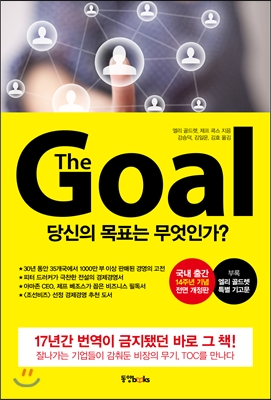 엘리 골드렛, 제프 콕스 지음
강승덕, 김일운, 김효 옮김
The
Goal
당신의 목표는 무엇인가?
• 30년 동안 35개국에서 1000만 부 이상 판매된 경영의 고전
• 피터 드러커가 극찬한 전설의 경제경영서
• 아마존 CEO, 제프 베조스가 꼽은 비즈니스 필독서
• 〈조선비즈〉 선정 경제경영 추천 도서
국내 출간
14주년 기념
전면 개정판
부록
엘리 골드렛
특별 기고문
17년간 번역이 금지됐던 바로 그 책!
잘나가는 기업들이 감춰둔 비장의 무기, TOC를 만나다
동양books